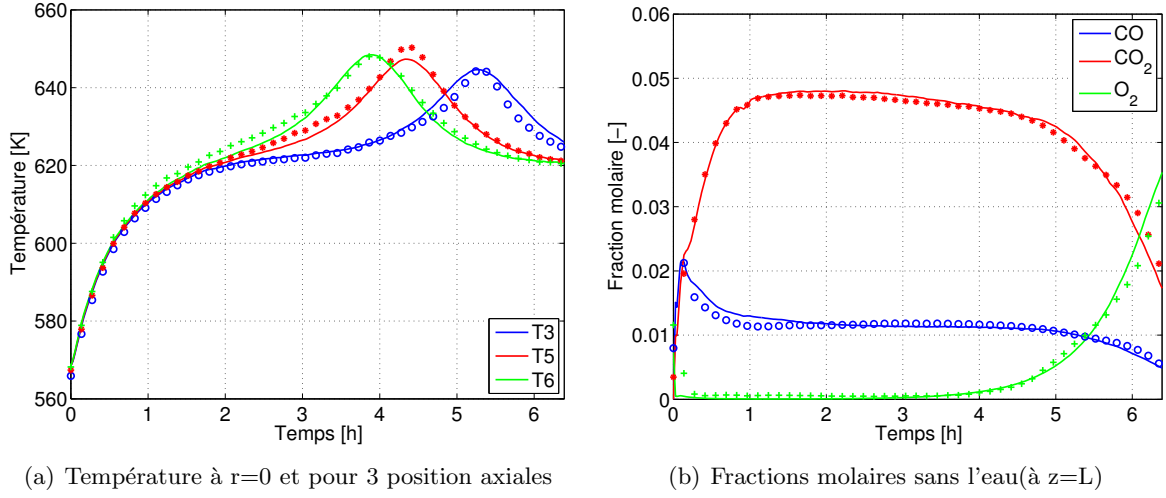 660
640
620
600
580
560
Température [K]
0 1 2 3 4 5 6
Temps [h]
T3
T5
T6
(a) Température à r=0 et pour 3 position axiales
0.06
0.05
0.04
0.03
0.02
0.01
0
Fraction molaire [−]
0 1 2 3 4 5 6
Temps [h]
CO
CO₂
O₂
(b) Fractions molaires sans l'eau(à z=L)